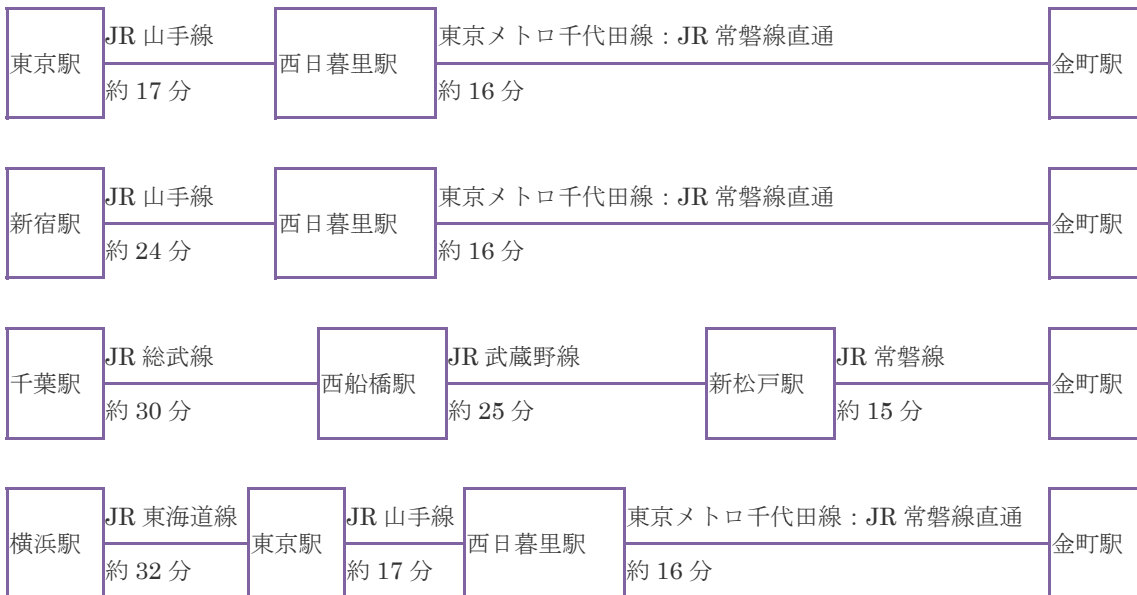 JR 山手線 東京メトロ千代田線：JR 常磐線直通
東京駅 西日暮里駅 金町駅
約 17 分 約 16 分
JR 山手線 東京メトロ千代田線：JR 常磐線直通
新宿駅 西日暮里駅 金町駅
約 24 分 約 16 分
JR 総武線 JR 武蔵野線 JR 常磐線
千葉駅 西船橋駅 新松戸駅 金町駅
約 30 分 約 25 分 約 15 分
JR 東海道線 JR 山手線 東京メトロ千代田線：JR 常磐線直通
横浜駅 東京駅 西日暮里駅 金町駅
約 32 分 約 17 分 約 16 分